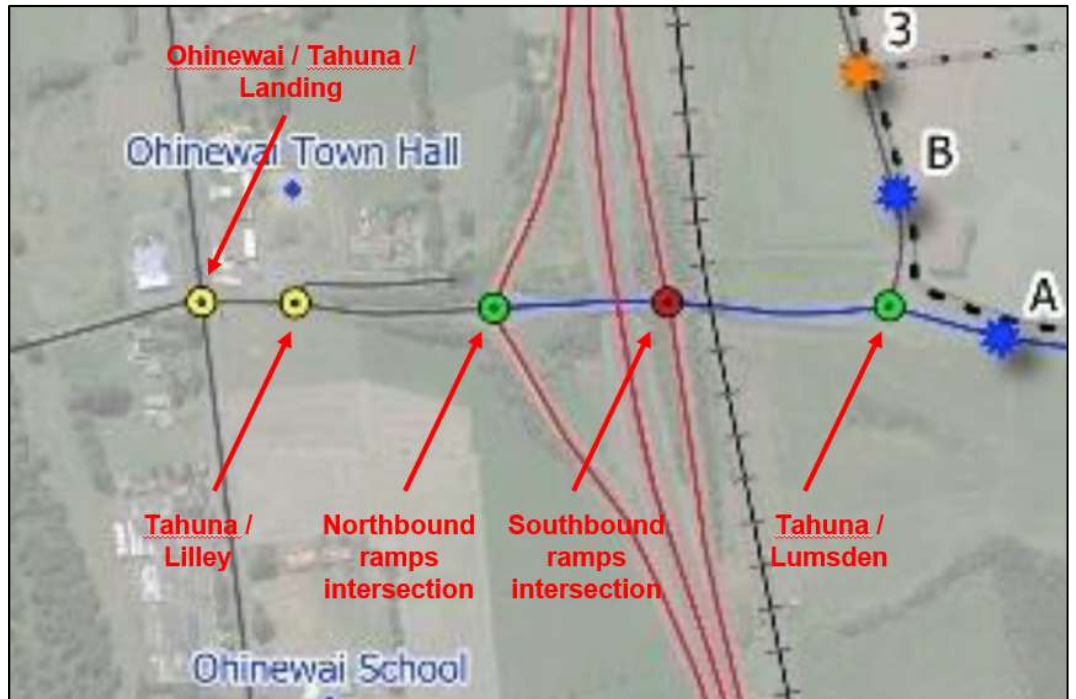 Ohinewai / Tahuna /
Landing
3
Ohinewai Town Hall
B
A
Tahuna /
Lilley
Northbound
ramps
intersection
Southbound
ramps
intersection
Tahuna /
Lumsden
Ohinewai School